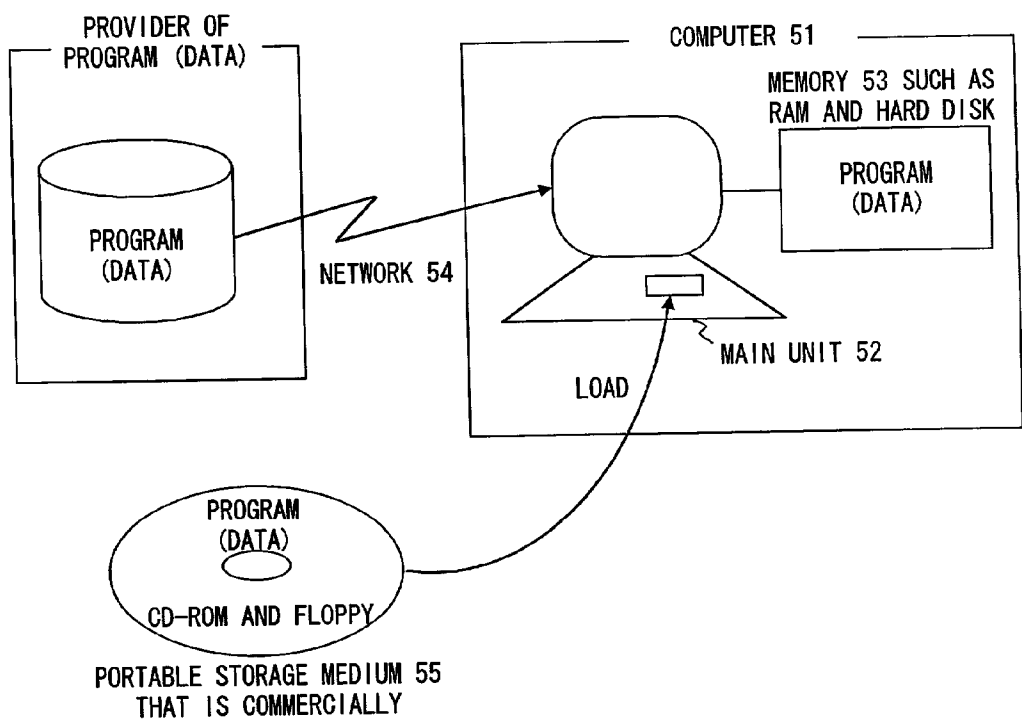 PROVIDER OF
PROGRAM (DATA)
PROGRAM
(DATA)
NETWORK 54
COMPUTER 51
MEMORY 53 SUCH AS
RAM AND HARD DISK
PROGRAM
(DATA)
MAIN UNIT 52
LOAD
PROGRAM
(DATA)
CD-ROM AND FLOPPY
PORTABLE STORAGE MEDIUM 55
THAT IS COMMERCIALLY